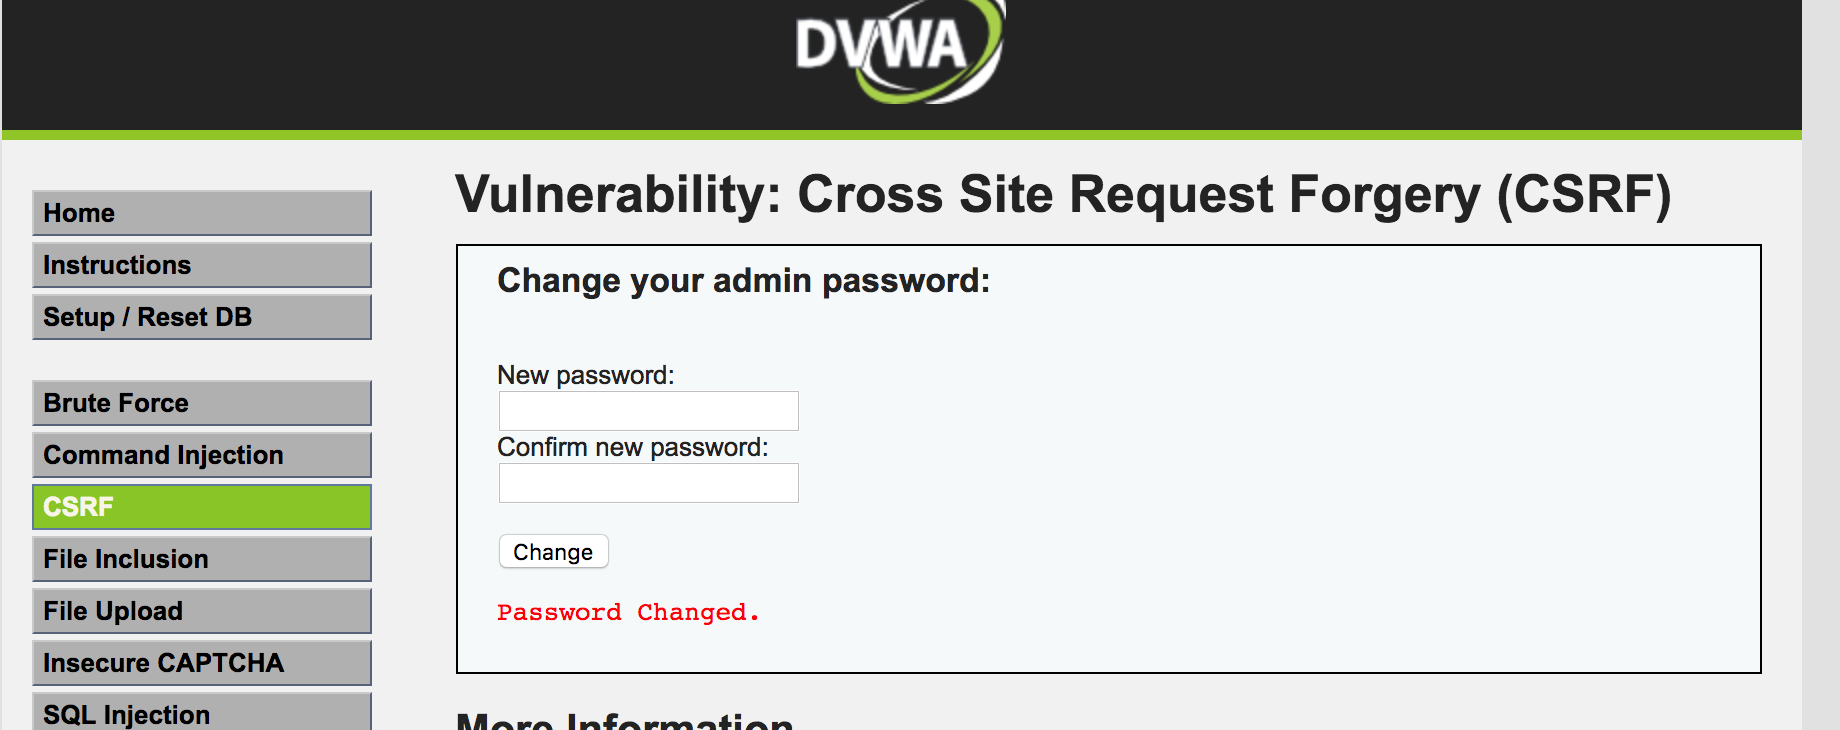 DVWA
Home
Instructions
Setup / Reset DB
Brute Force
Command Injection
CSRF
File Inclusion
File Upload
Insecure CAPTCHA
SQL Injection
Vulnerability: Cross Site Request Forgery (CSRF)
Change your admin password:
New password:
Confirm new password:
Change
Password Changed.
More Information